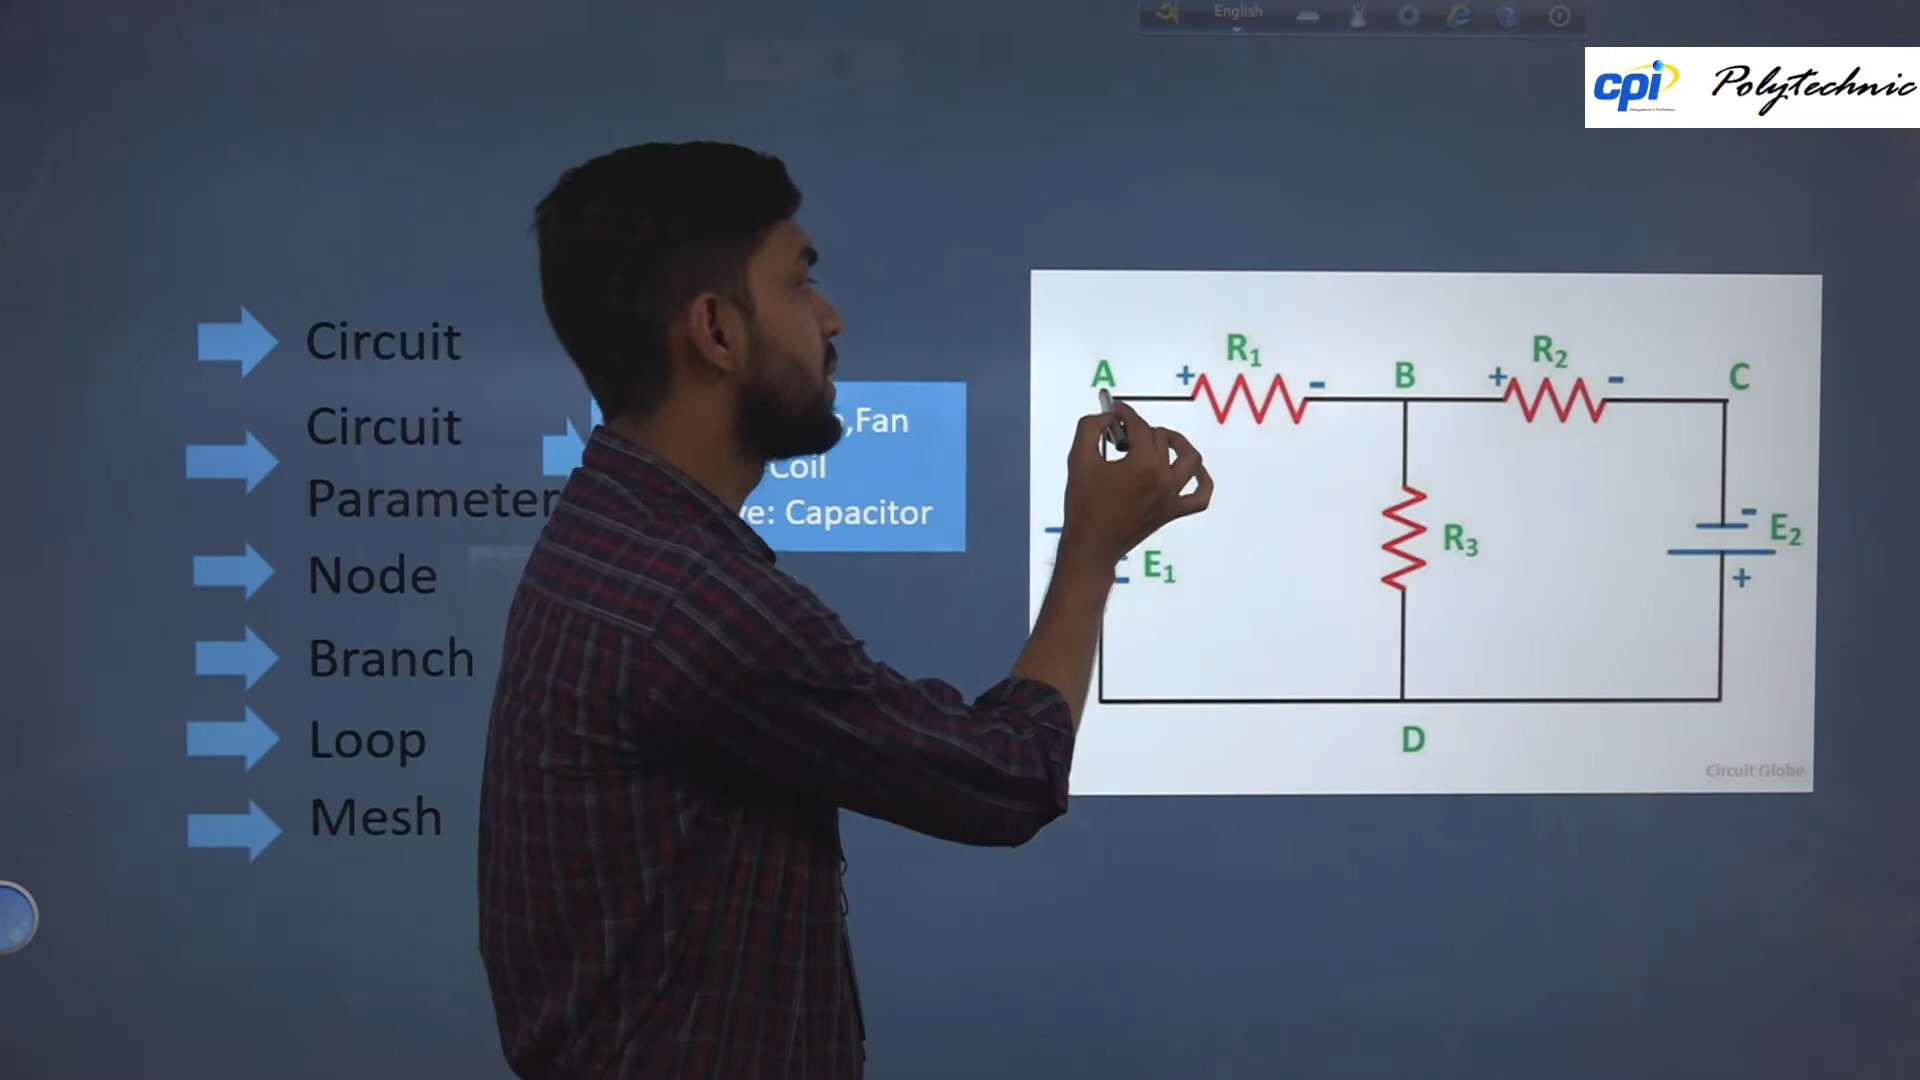 English
cpi Polytechnic
Circuit
Circuit
Parameter
Node
Branch
Loop
Mesh
,Fan
Coil
ve: Capacitor
A
+
R1
-
B
+
R2
-
C
R3
E1
-
-
E2
+
D
Circuit Globe